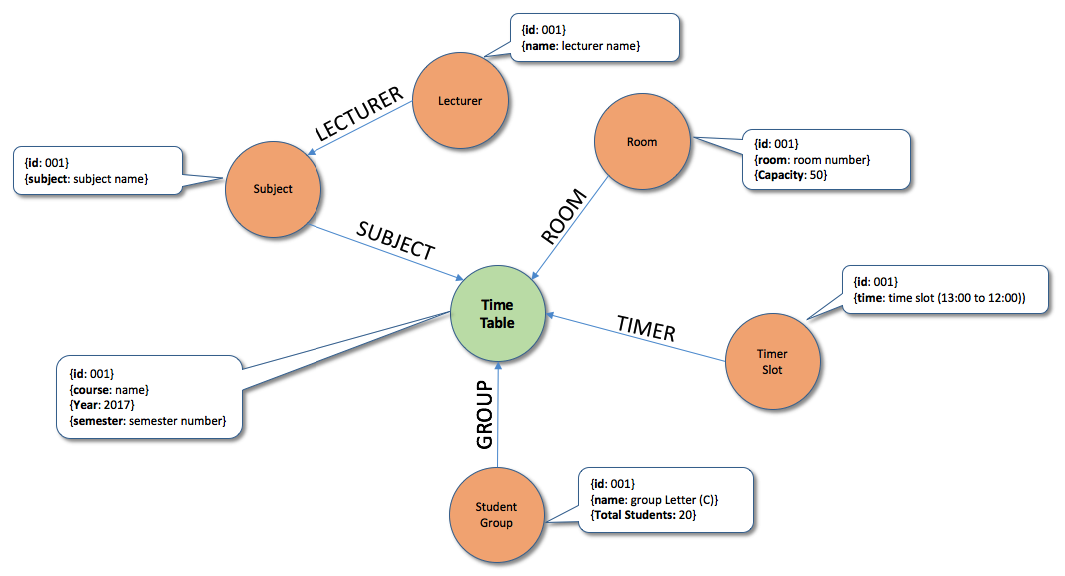 {id: 001}
{name: lecturer name}
Lecturer
LECTURER
Room
{id: 001}
{room: room number}
{Capacity: 50}
{id: 001}
{subject: subject name}
Subject
SUBJECT
ROOM
Time
Table
{id: 001}
{time: time slot (13:00 to 12:00))
TIMER
Timer
Slot
{id: 001}
{course: name}
{Year: 2017}
{semester: semester number}
GROUP
Student
Group
{id: 001}
{name: group Letter (C)}
{Total Students: 20}